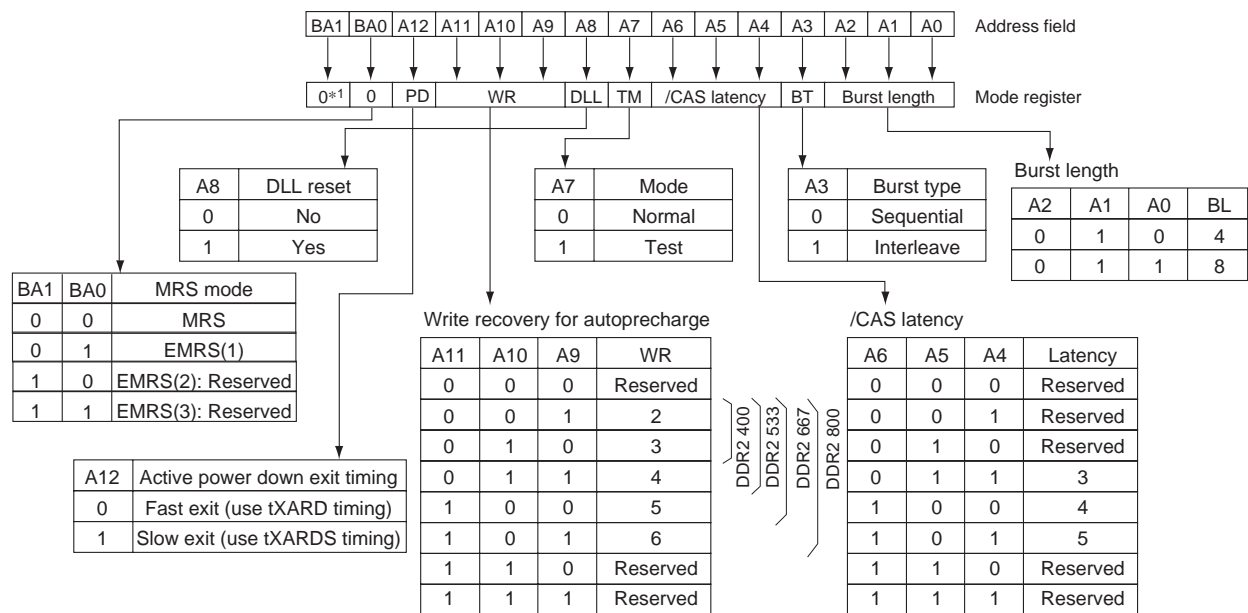 BA1 BA0 A12 A11 A10 A9 A8 A7 A6 A5 A4 A3 A2 A1 A0 Address field
0*1 0 PD WR DLL TM /CAS latency BT Burst length Mode register
A8 DLL reset
0 No
1 Yes
A7 Mode
0 Normal
1 Test
A3 Burst type
0 Sequential
1 Interleave
Burst length
A2 A1 A0 BL
0 1 0 4
0 1 1 8
BA1 BA0 MRS mode
0 0 MRS
0 1 EMRS(1)
1 0 EMRS(2): Reserved
1 1 EMRS(3): Reserved
A12 Active power down exit timing
0 Fast exit (use tXARD timing)
1 Slow exit (use tXARDS timing)
Write recovery for autoprecharge
A11 A10 A9 WR
0 0 0 Reserved
0 0 1 2
0 1 0 3
0 1 1 4
1 0 0 5
1 0 1 6
1 1 0 Reserved
1 1 1 Reserved
DDR2 400
DDR2 533
DDR2 667
DDR2 800
/CAS latency
A6 A5 A4 Latency
0 0 0 Reserved
0 0 1 Reserved
0 1 0 Reserved
0 1 1 3
1 0 0 4
1 0 1 5
1 1 0 Reserved
1 1 1 Reserved